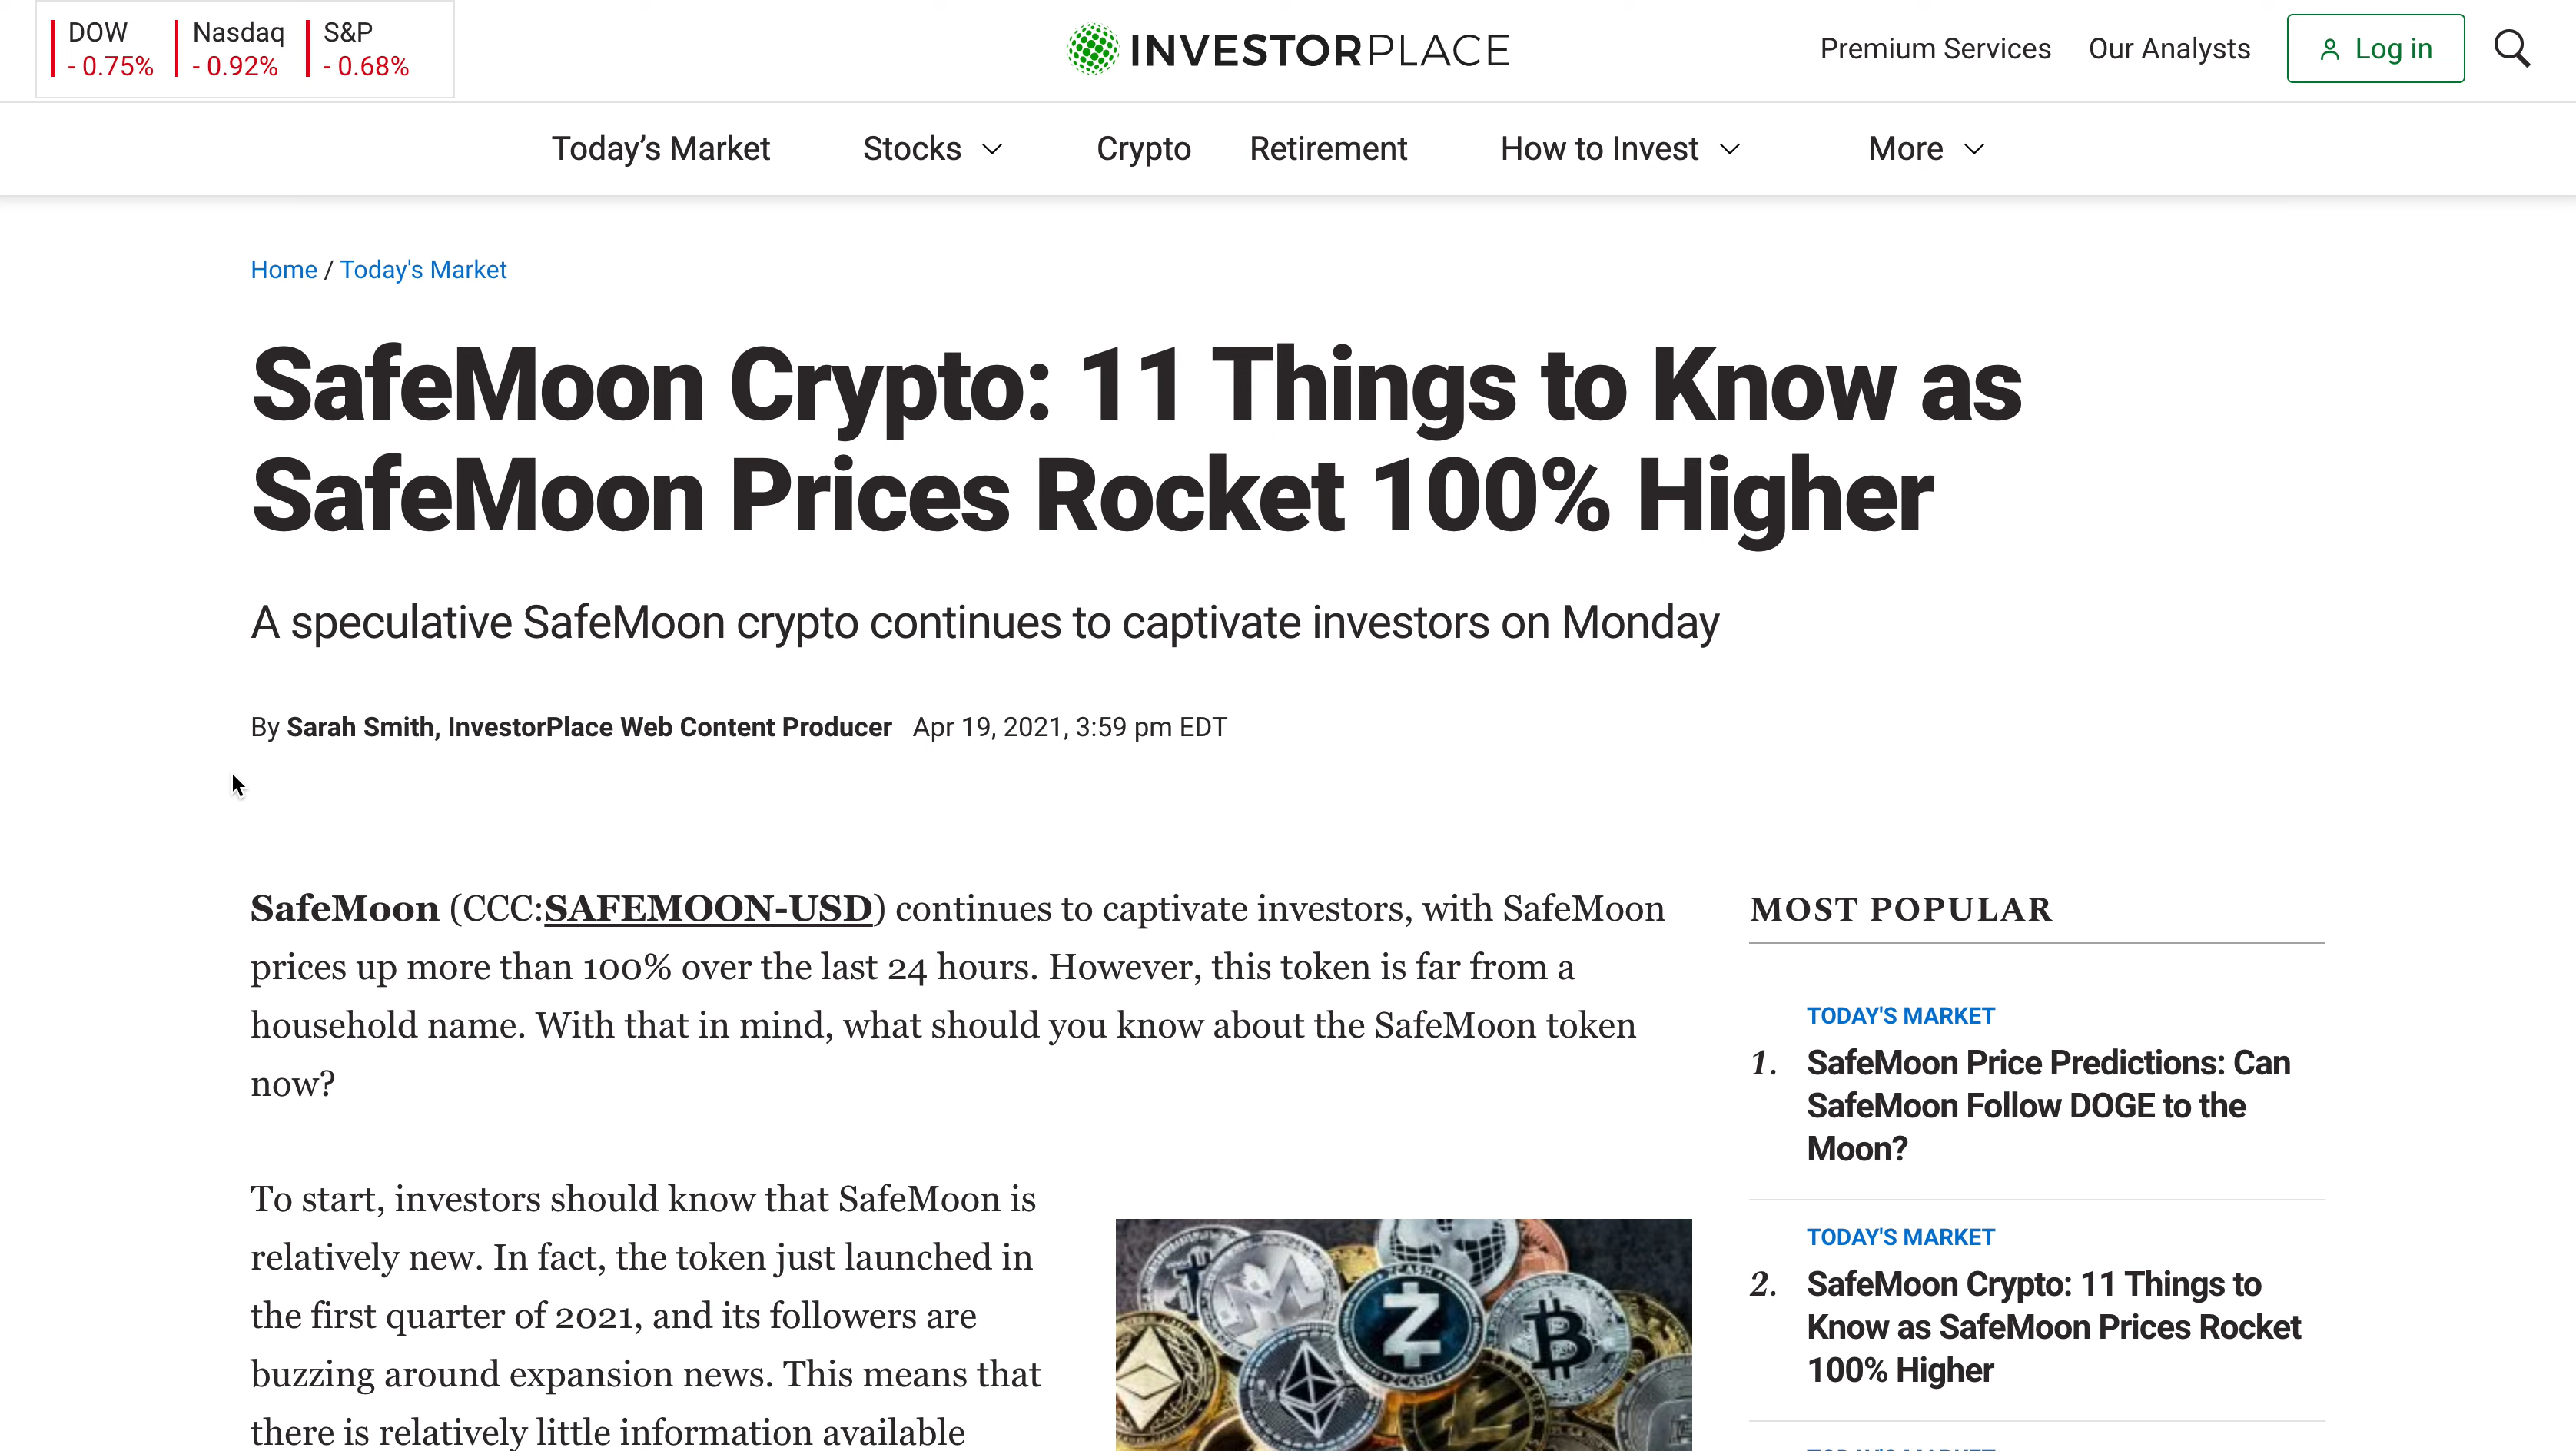 DOW
- 0.75%
Nasdaq
- 0.92%
S&P
- 0.68%
INVESTORPLACE
Premium Services
Our Analysts
Log in
Today’s Market
Stocks
Crypto
Retirement
How to Invest
More
Home / Today's Market
SafeMoon Crypto: 11 Things to Know as
SafeMoon Prices Rocket 100% Higher
A speculative SafeMoon crypto continues to captivate investors on Monday
By Sarah Smith, InvestorPlace Web Content Producer Apr 19, 2021, 3:59 pm EDT
SafeMoon (CCC:SAFEMOON-USD) continues to captivate investors, with SafeMoon
prices up more than 100% over the last 24 hours. However, this token is far from a
household name. With that in mind, what should you know about the SafeMoon token
now?
To start, investors should know that SafeMoon is
relatively new. In fact, the token just launched in
the first quarter of 2021, and its followers are
buzzing around expansion news. This means that
there is relatively little information available
ZCASH
MOST POPULAR
TODAY'S MARKET
1. SafeMoon Price Predictions: Can
SafeMoon Follow DOGE to the
Moon?
TODAY'S MARKET
2. SafeMoon Crypto: 11 Things to
Know as SafeMoon Prices Rocket
100% Higher
TODAY'S MARKET